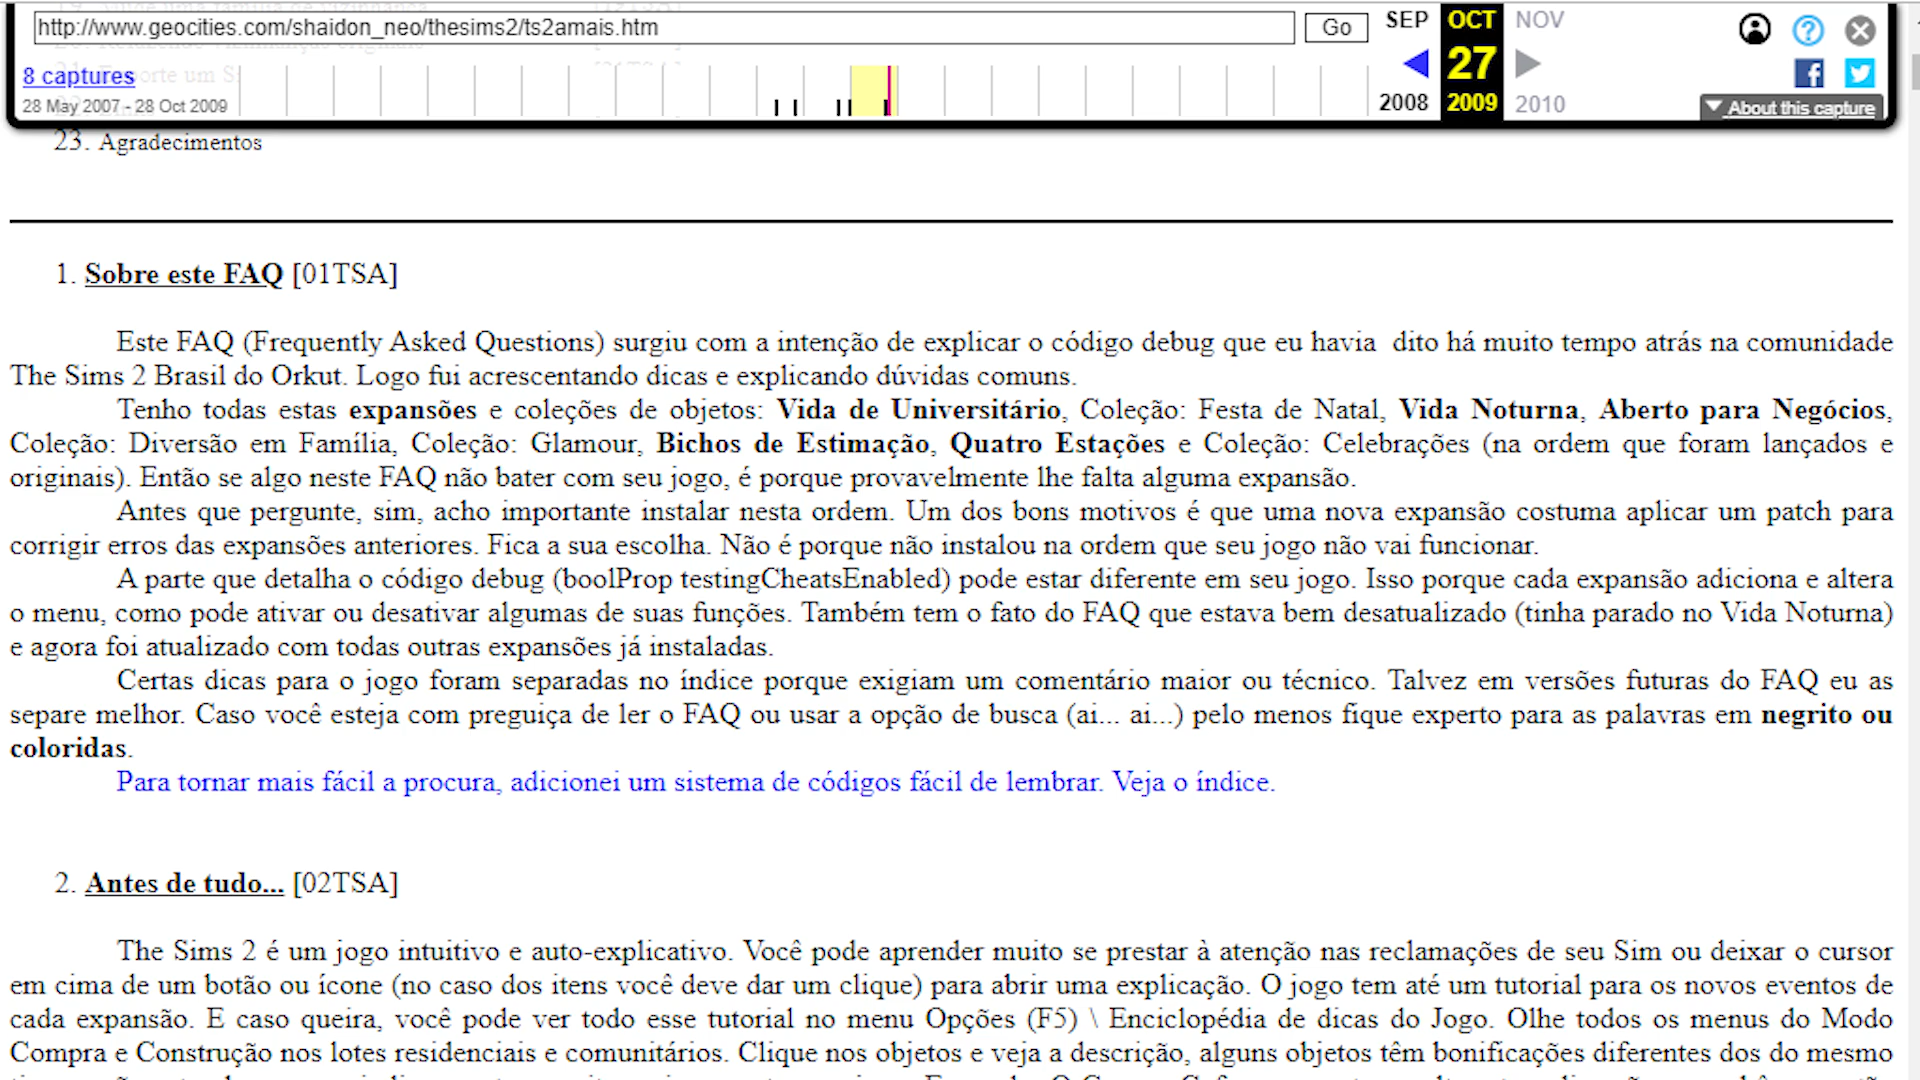 http://www.geocities.com/shaidon_neo/thesims2/ts2amais.htm
Go
SEP OCT NOV
8 captures
27
28 May 2007 - 28 Oct 2009
2008 2009 2010
About this capture
23. Agradecimentos
1. Sobre este FAQ [01TSA]
Este FAQ (Frequently Asked Questions) surgiu com a intenção de explicar o código debug que eu havia dito há muito tempo atrás na comunidade
The Sims 2 Brasil do Orkut. Logo fui acrescentando dicas e explicando dúvidas comuns.
Tenho todas estas expansões e coleções de objetos: Vida de Universitário, Coleção: Festa de Natal, Vida Noturna, Aberto para Negócios,
Coleção: Diversão em Família, Coleção: Glamour, Bichos de Estimação, Quatro Estações e Coleção: Celebrações (na ordem que foram lançados e
originais). Então se algo neste FAQ não bater com seu jogo, é porque provavelmente lhe falta alguma expansão.
Antes que pergunte, sim, acho importante instalar nesta ordem. Um dos bons motivos é que uma nova expansão costuma aplicar um patch para
corrigir erros das expansões anteriores. Fica a sua escolha. Não é porque não instalou na ordem que seu jogo não vai funcionar.
A parte que detalha o código debug (boolProp testingCheatsEnabled) pode estar diferente em seu jogo. Isso porque cada expansão adiciona e altera
o menu, como pode ativar ou desativar algumas de suas funções. Também tem o fato do FAQ que estava bem desatualizado (tinha parado no Vida Noturna)
e agora foi atualizado com todas outras expansões já instaladas.
Certas dicas para o jogo foram separadas no índice porque exigiam um comentário maior ou técnico. Talvez em versões futuras do FAQ eu as
separe melhor. Caso você esteja com preguiça de ler o FAQ ou usar a opção de busca (ai... ai...) pelo menos fique experto para as palavras em negrito ou
coloridas.
Para tornar mais fácil a procura, adicionei um sistema de códigos fácil de lembrar. Veja o índice.
2. Antes de tudo... [02TSA]
The Sims 2 é um jogo intuitivo e auto-explicativo. Você pode aprender muito se prestar à atenção nas reclamações de seu Sim ou deixar o cursor
em cima de um botão ou ícone (no caso dos itens você deve dar um clique) para abrir uma explicação. O jogo tem até um tutorial para os novos eventos de
cada expansão. E caso queira, você pode ver todo esse tutorial no menu Opções (F5) \ Enciclopédia de dicas do Jogo. Olhe todos os menus do Modo
Compra e Construção nos lotes residenciais e comunitários. Clique nos objetos e veja a descrição, alguns objetos têm bonificações diferentes dos do mesmo